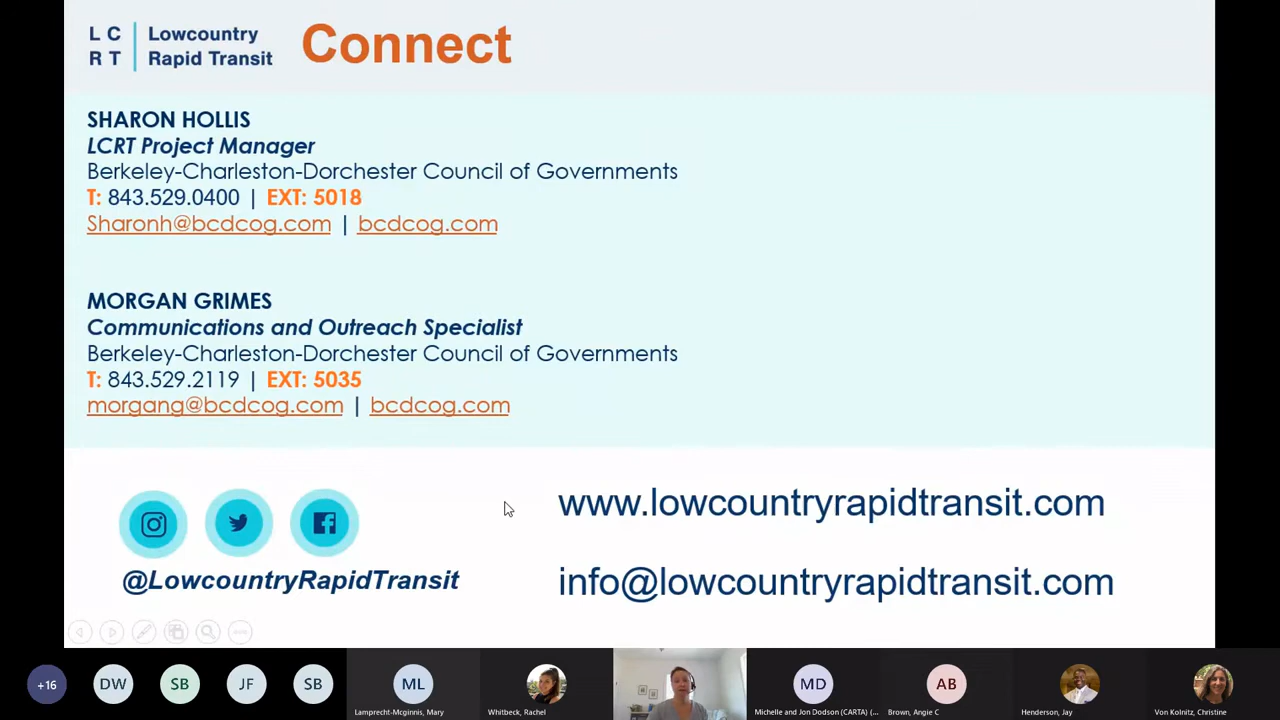 L C
R T
Lowcountry
Rapid Transit
Connect
SHARON HOLLIS
LCRT Project Manager
Berkeley-Charleston-Dorchester Council of Governments
T: 843.529.0400 | EXT: 5018
Sharonh@bcdcog.com | bcdcog.com
MORGAN GRIMES
Communications and Outreach Specialist
Berkeley-Charleston-Dorchester Council of Governments
T: 843.529.2119 | EXT: 5035
morgang@bcdcog.com | bcdcog.com
@LowcountryRapidTransit
www.lowcountryrapidtransit.com
info@lowcountryrapidtransit.com
+16
DW
SB
JF
SB
ML
MD
AB
Lamprecht-Mcginnis, Mary
Whitbeck, Rachel
Michelle and Jon Dodson (CARTA) (...
Brown, Angie C
Henderson, Jay
Von Kolnitz, Christine